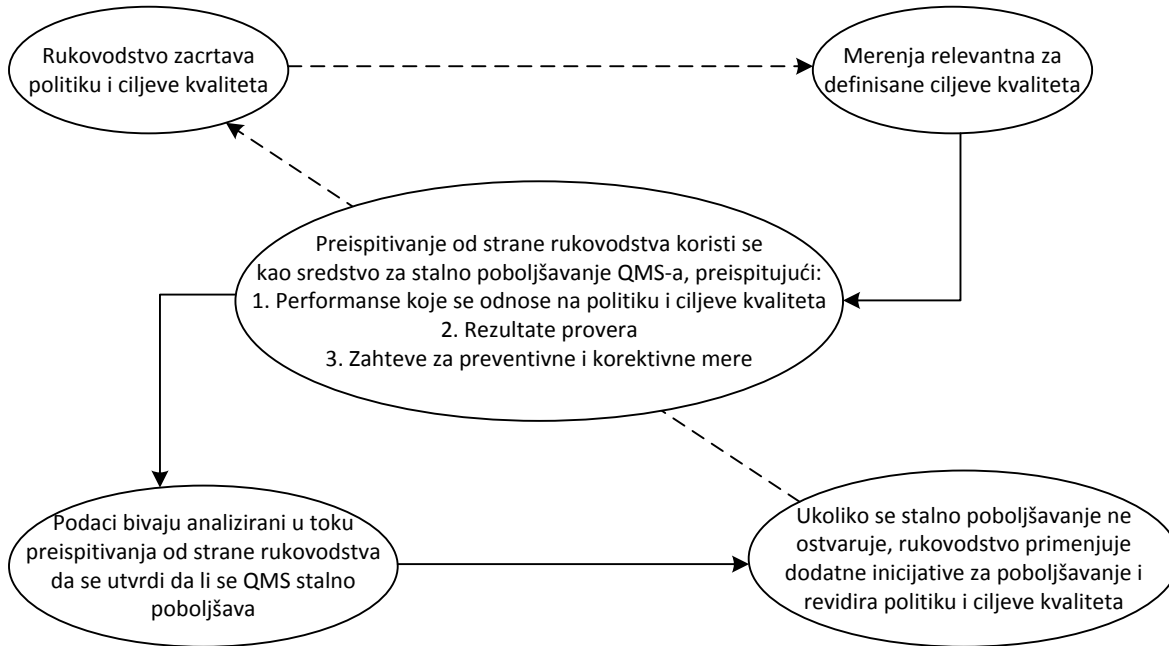 Rukovodstvo zacrtava
politiku i ciljeve kvaliteta
Merenja relevantna za
definisane ciljeve kvaliteta
Preispitivanje od strane rukovodstva koristi se
kao sredstvo za stalno poboljšavanje QMS-a, preispitujući:
1. Performanse koje se odnose na politiku i ciljeve kvaliteta
2. Rezultate provera
3. Zahteve za preventivne i korektivne mere
Podaci bivaju analizirani u toku
preispitivanja od strane rukovodstva
da se utvrdi da li se QMS stalno
poboljšava
Ukoliko se stalno poboljšavanje ne
ostvaruje, rukovodstvo primenjuje
dodatne inicijative za poboljšavanje i
revidira politiku i ciljeve kvaliteta